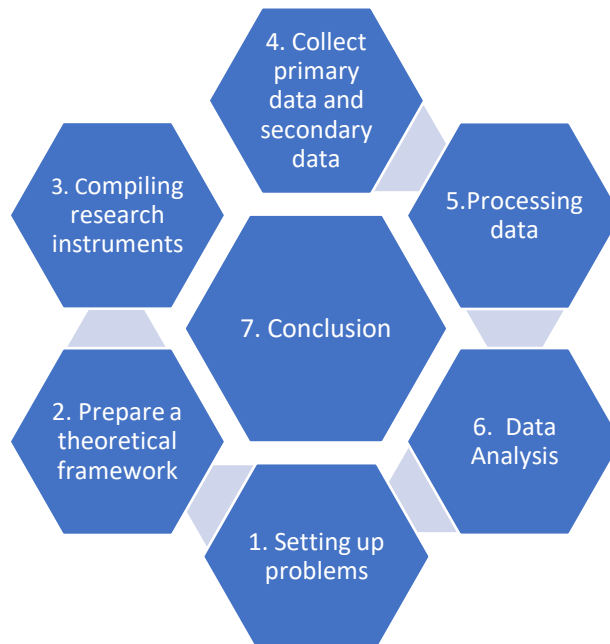 4. Collect
primary
data and
secondary
data
3. Compiling
research
instruments
5.Processing
data
7. Conclusion
2. Prepare a
theoretical
framework
6. Data
Analysis
1. Setting up
problems